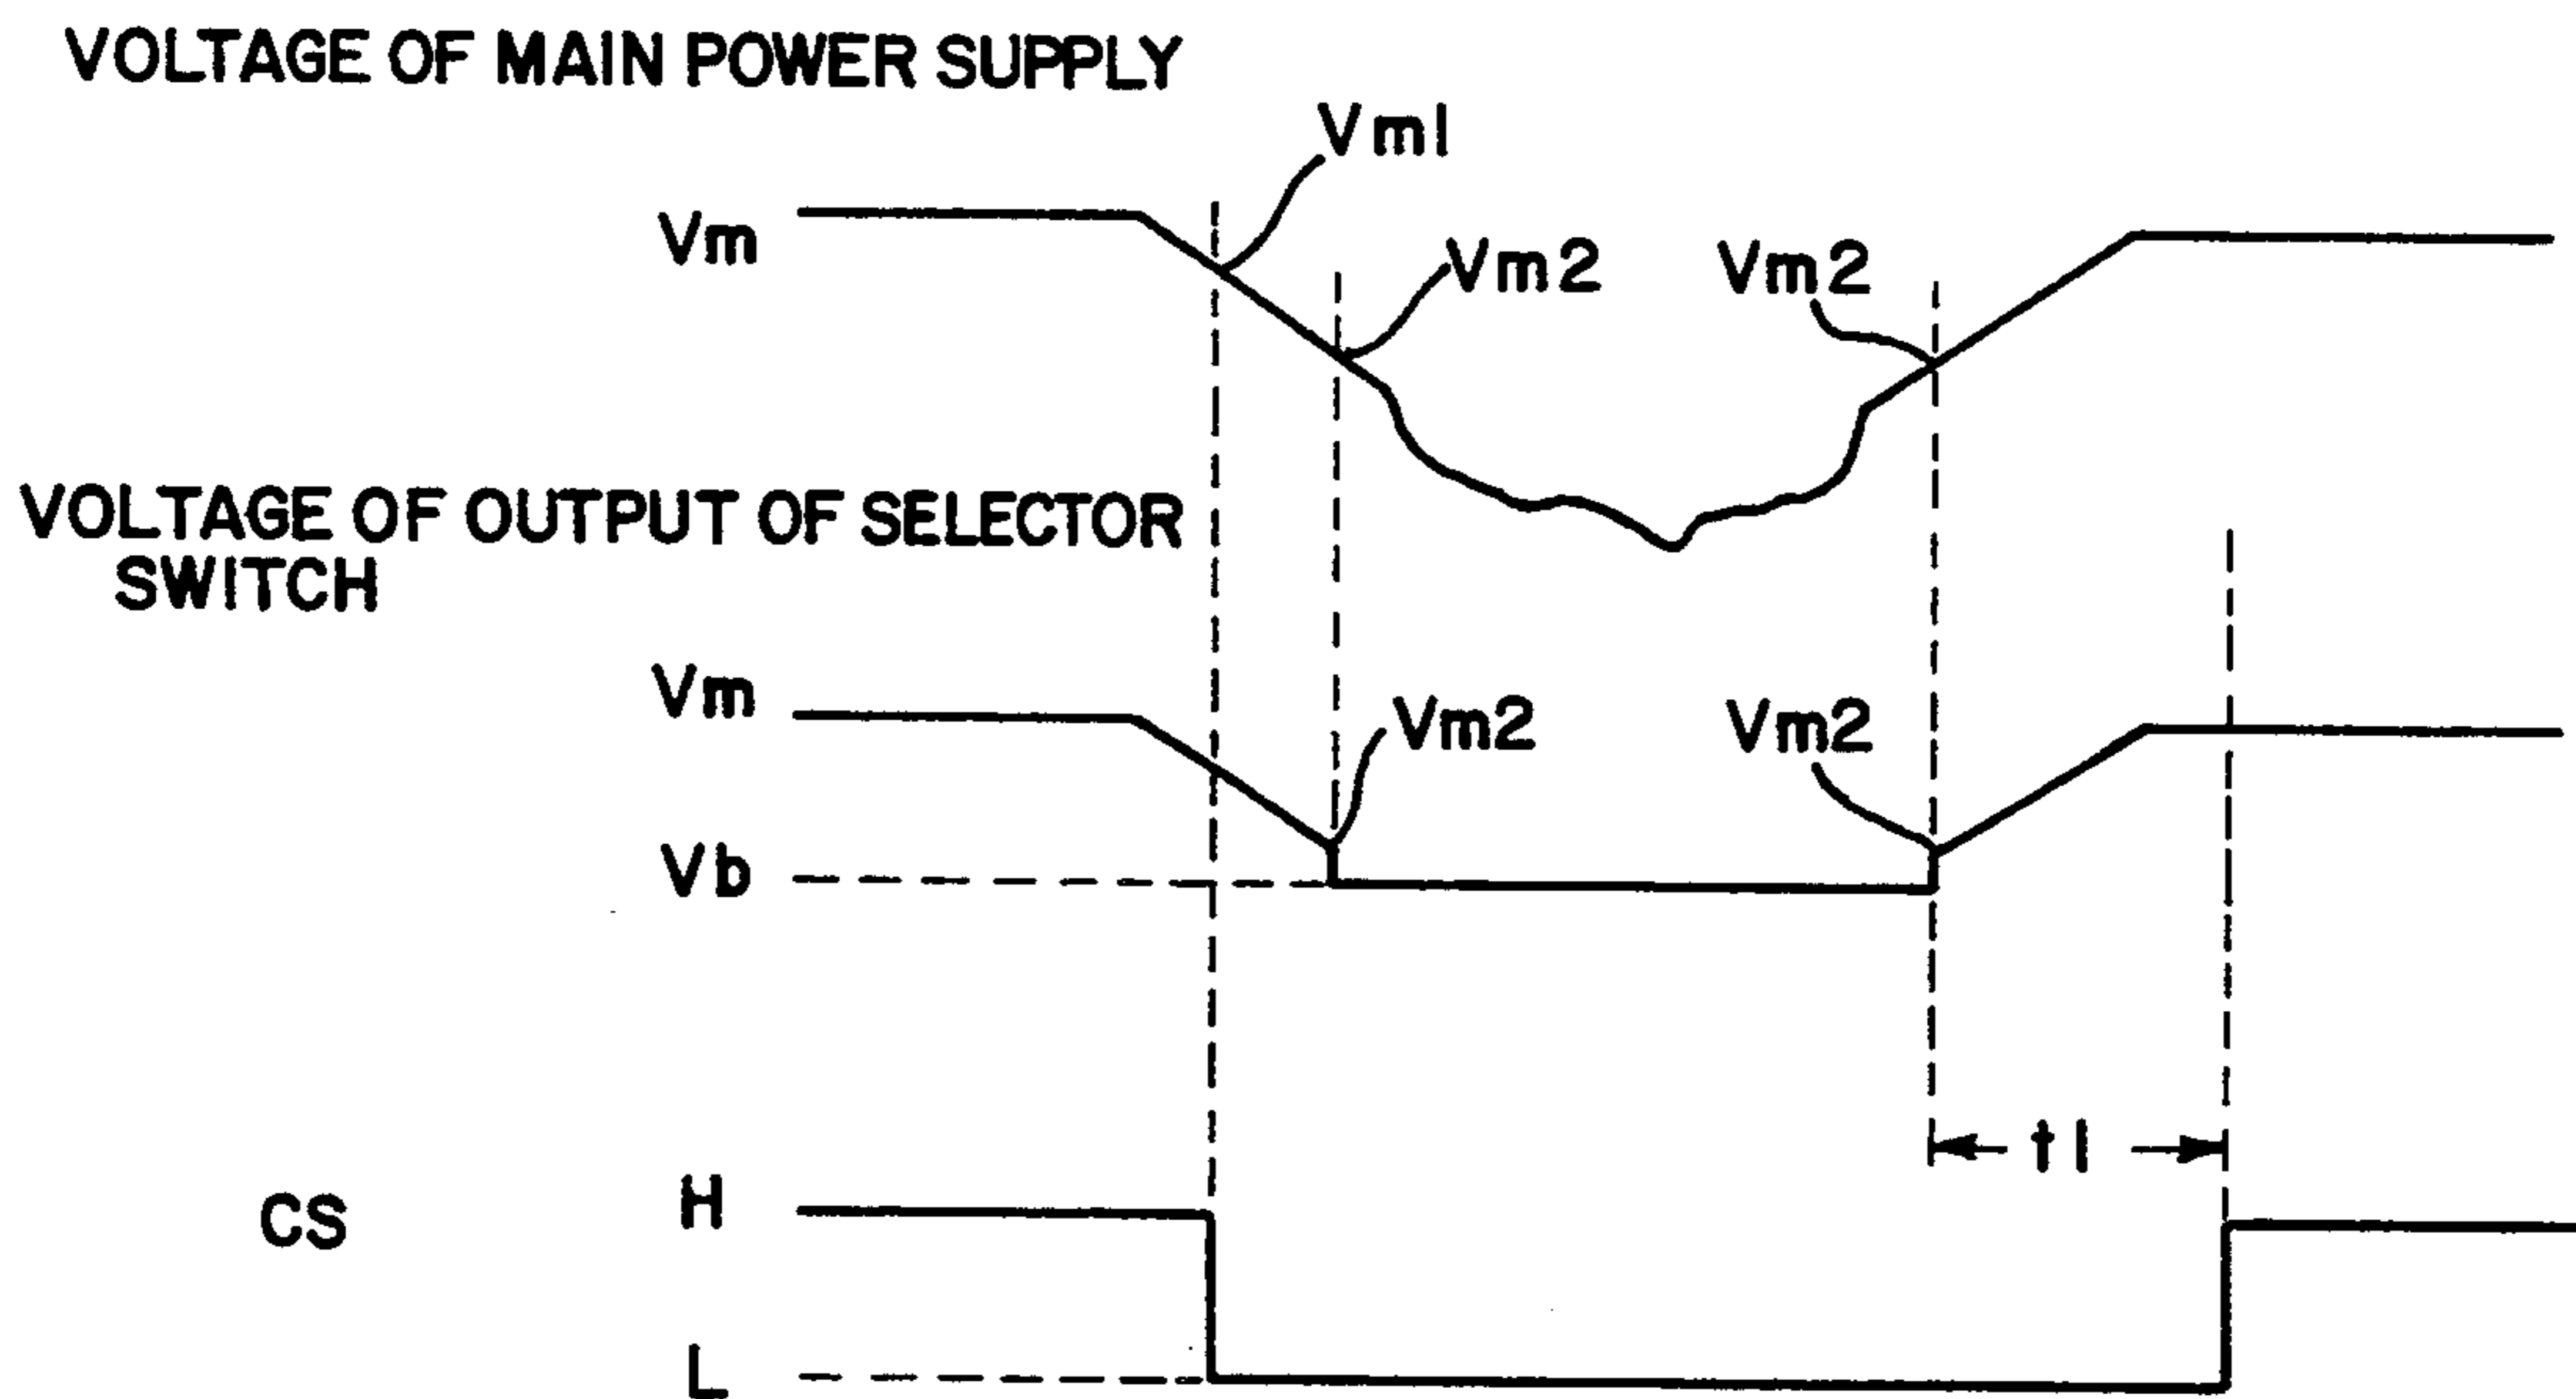 VOLTAGE OF MAIN POWER SUPPLY
Vm1
Vm
Vm2
Vm2
VOLTAGE OF OUTPUT OF SELECTOR
SWITCH
Vm
Vm2
Vm2
Vb
t1
CS
H
L